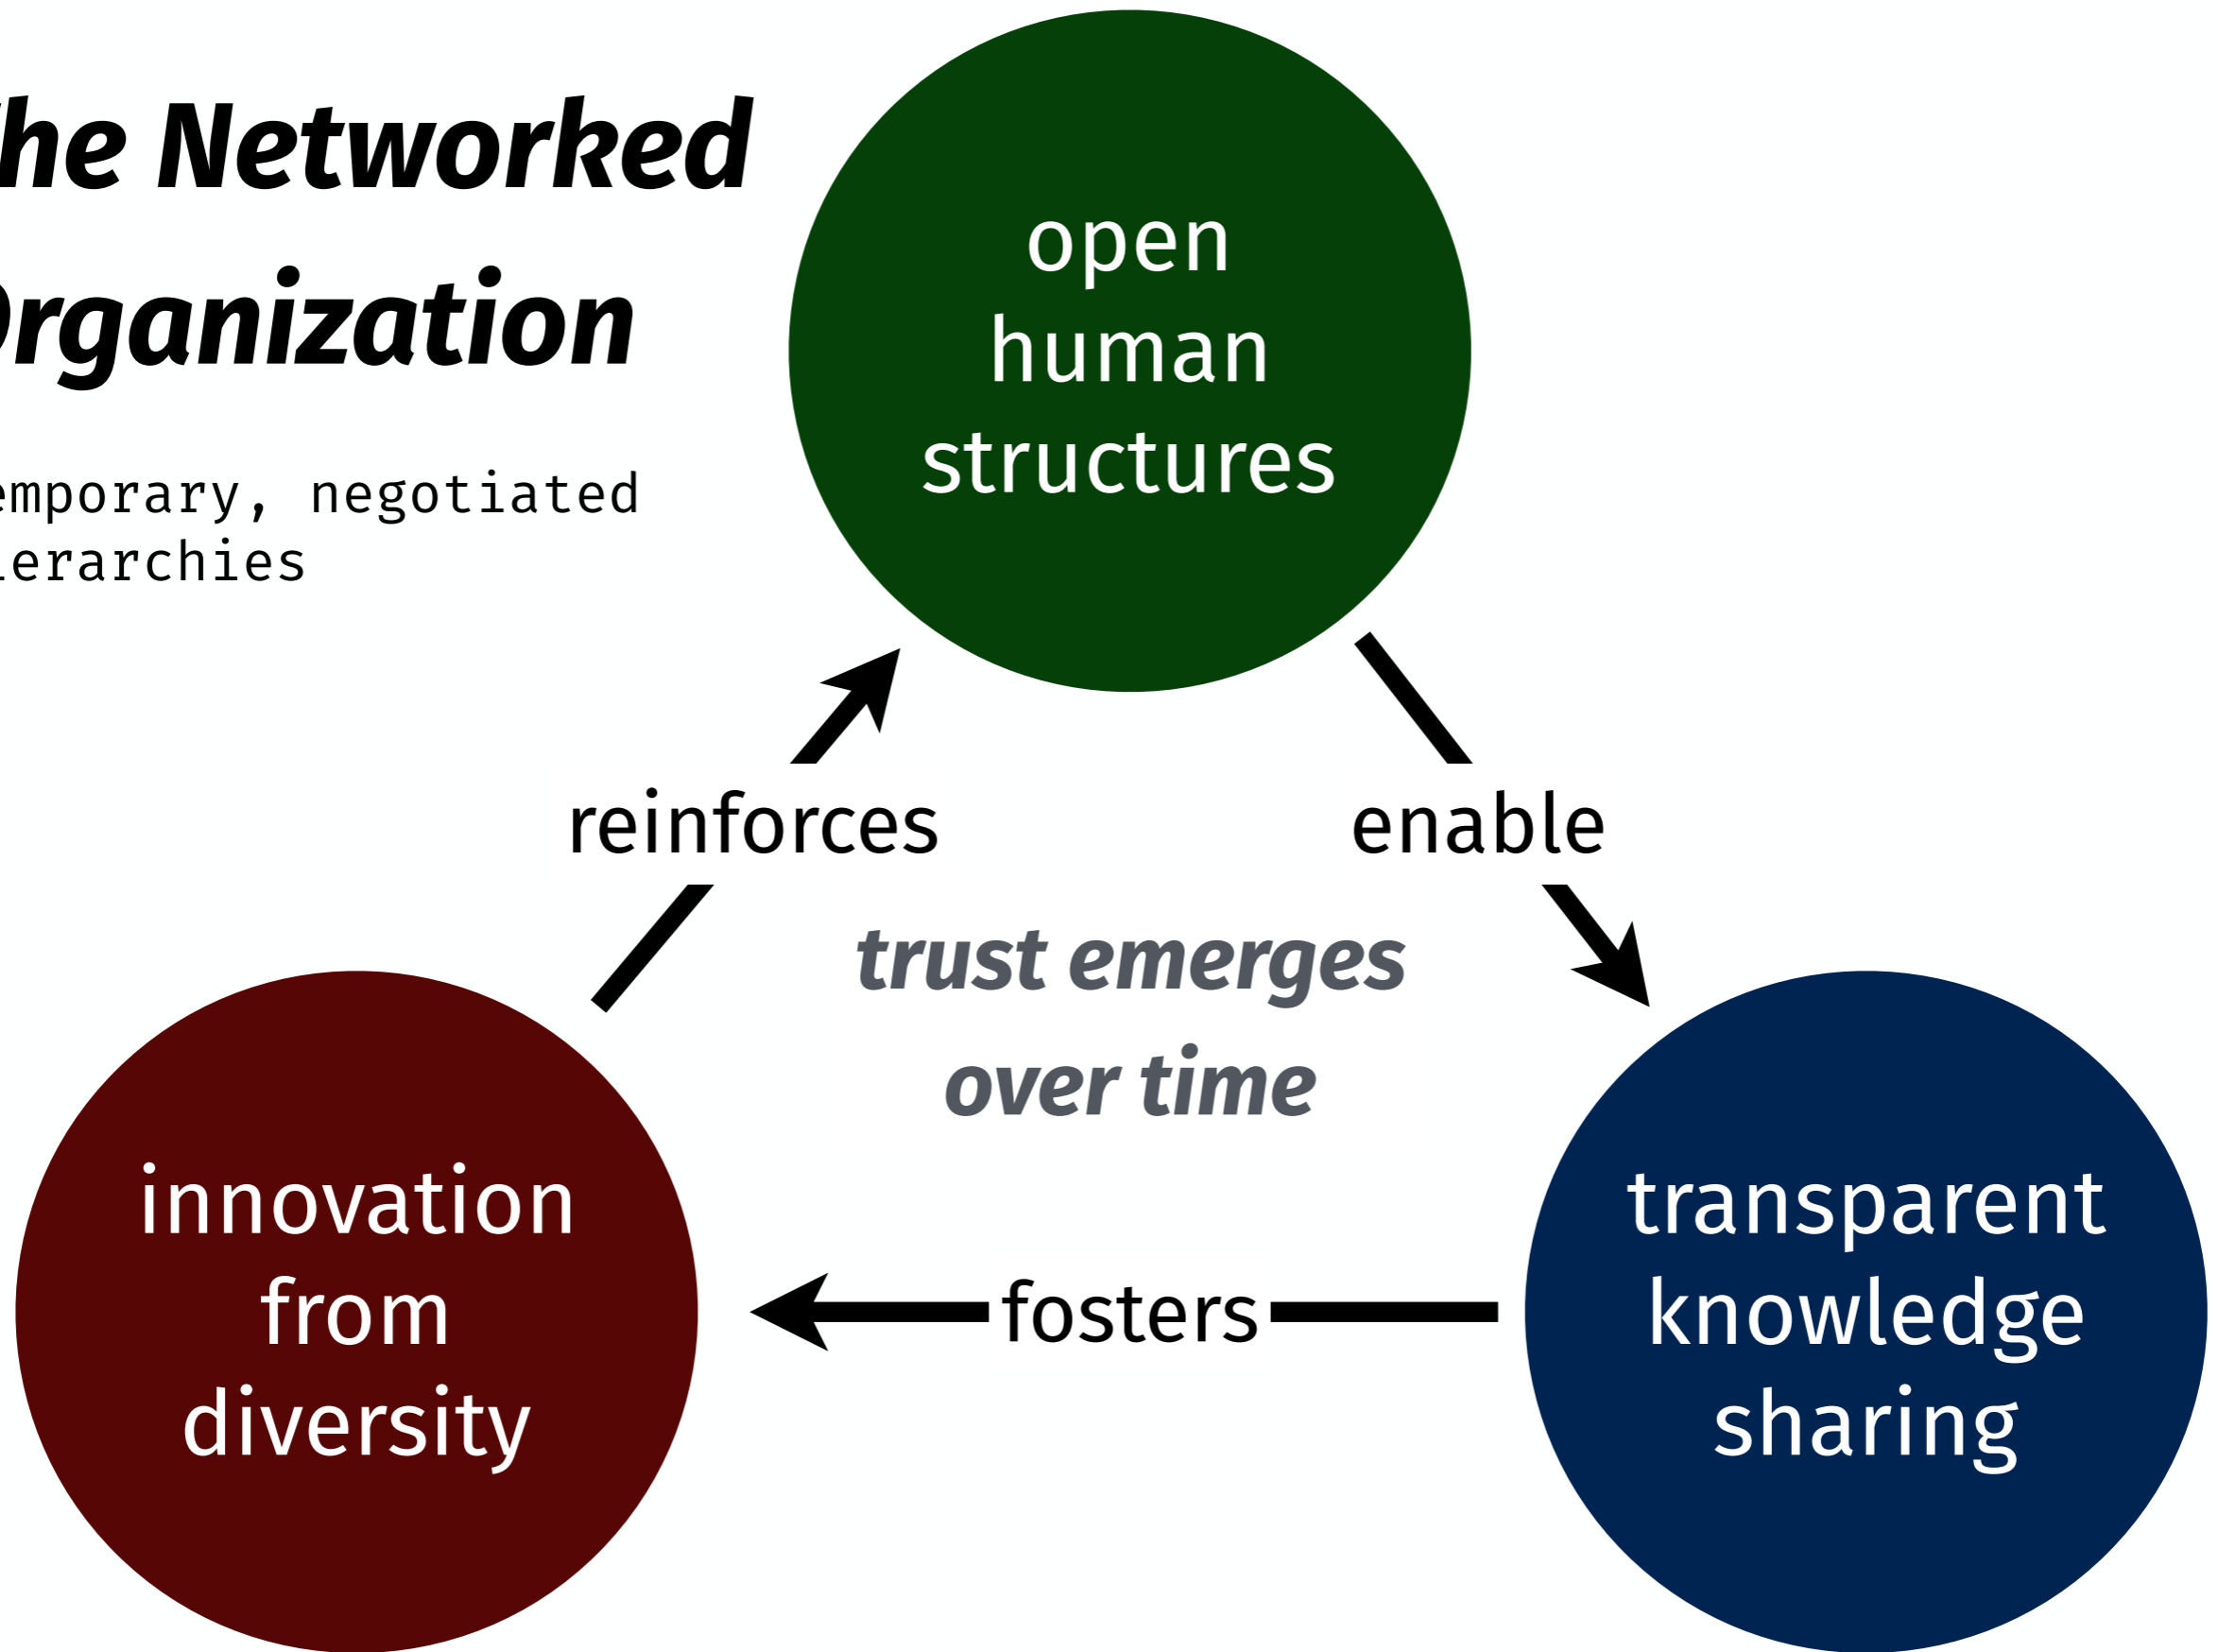 he Networked
rganization
emporary, negotiated
ierarchies
open
human
structures
reinforces
enable
trust emerges
over time
innovation
from
diversity
fosters
transparent
knowledge
sharing